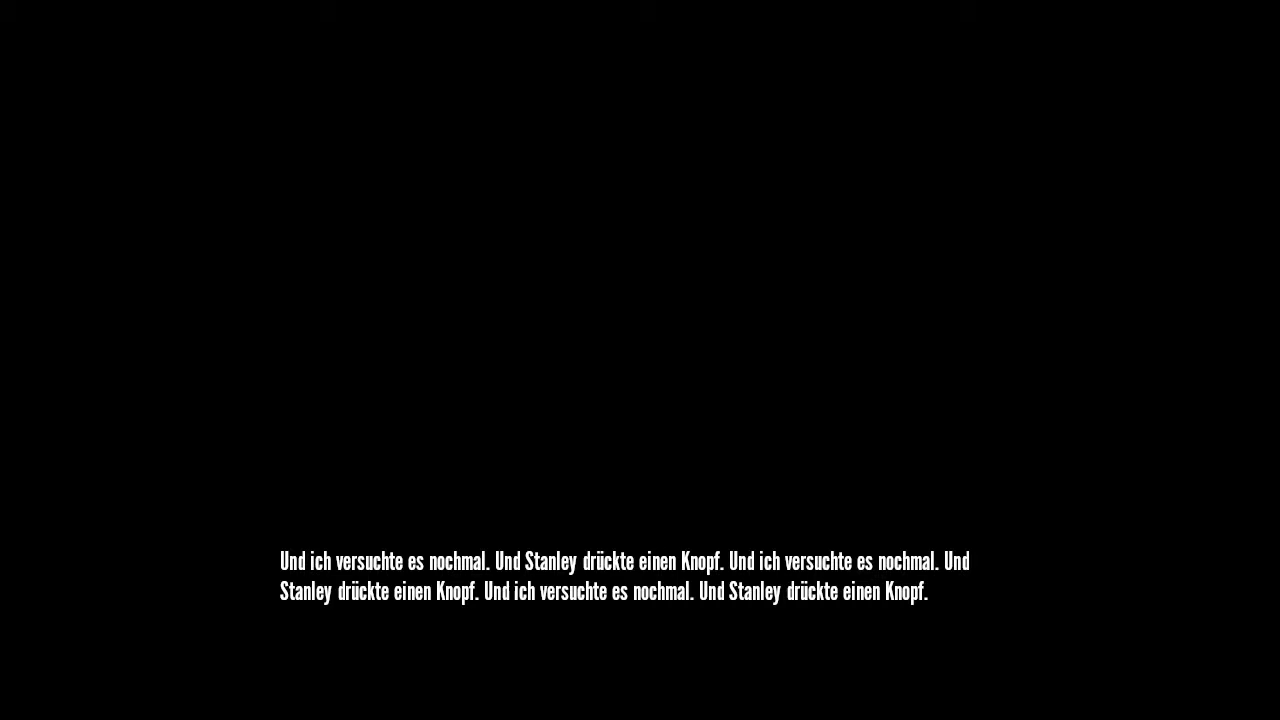 Und ich versuchte es nochmal. Und Stanley drückte einen Knopf. Und ich versuchte es nochmal. Und
Stanley drückte einen Knopf. Und ich versuchte es nochmal. Und Stanley drückte einen Knopf.